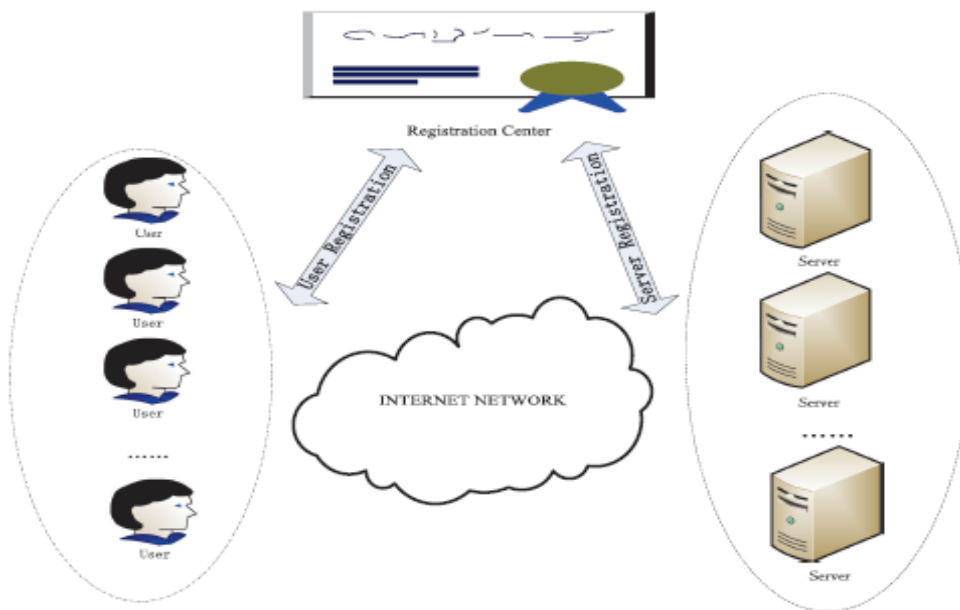 Registration Center
User Registration
Server Registration
User
User
User
......
User
INTERNET NETWORK
Server
Server
......
Server